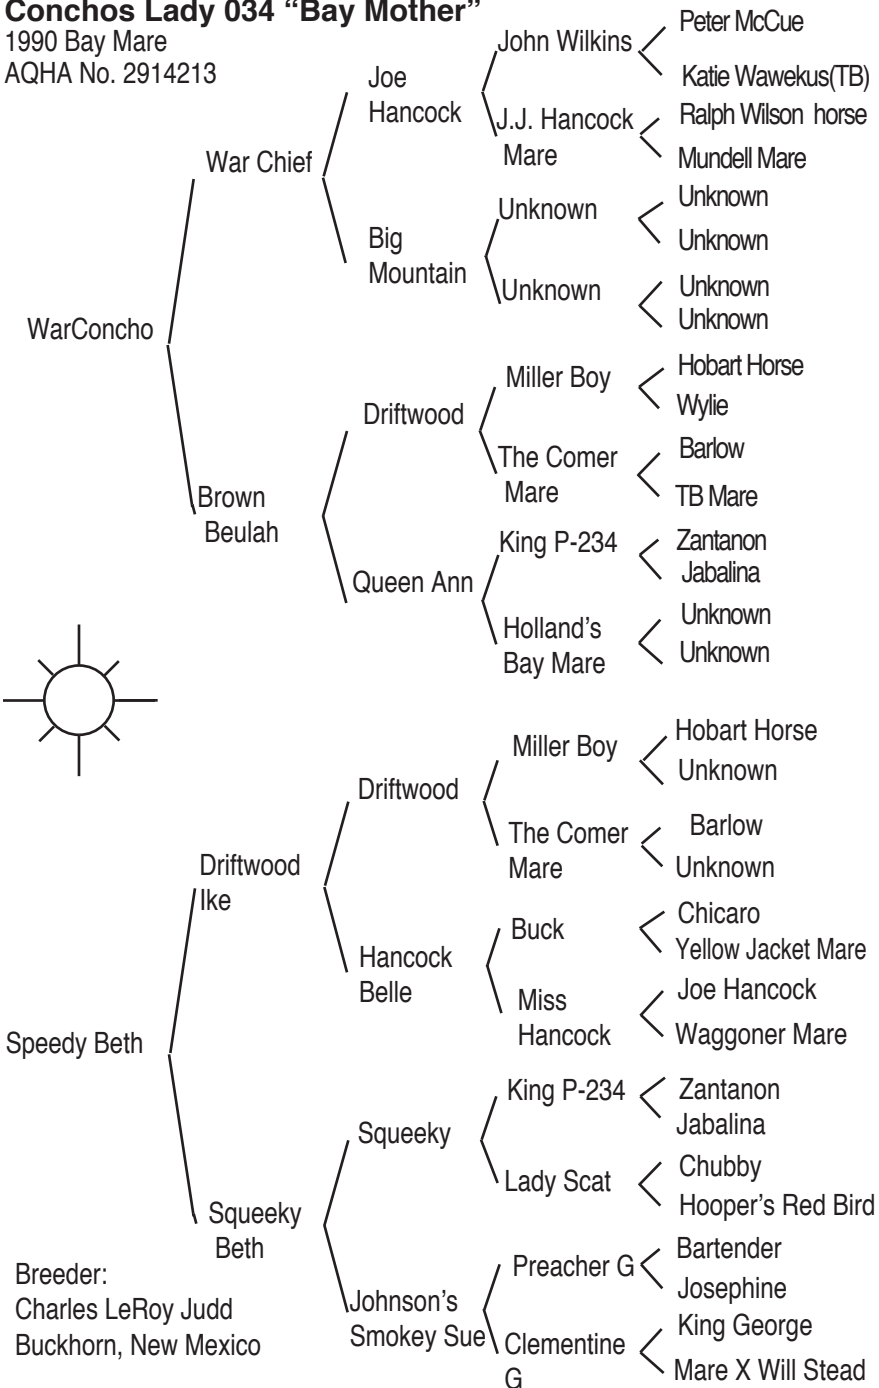 Conchos Lady 034 “Bay Mother”
1990 Bay Mare
AQHA No. 2914213
WarConcho
War Chief
Joe
Hancock
John Wilkins
Peter McCue
Katie Wawekus(TB)
J.J. Hancock
Mare
Ralph Wilson horse
Mundell Mare
Big
Mountain
Unknown
Unknown
Unknown
Unknown
Unknown
Unknown
Brown
Beulah
Driftwood
Miller Boy
Hobart Horse
Wylie
The Comer
Mare
Barlow
TB Mare
Queen Ann
King P-234
Zantanon
Jabalina
Holland’s
Bay Mare
Unknown
Unknown
Speedy Beth
Driftwood
Ike
Driftwood
Miller Boy
Hobart Horse
Unknown
The Comer
Mare
Barlow
Unknown
Hancock
Belle
Buck
Chicaro
Yellow Jacket Mare
Miss
Hancock
Joe Hancock
Waggoner Mare
Squeeky
Beth
Squeeky
King P-234
Zantanon
Jabalina
Lady Scat
Chubby
Hooper’s Red Bird
Johnson’s
Smokey Sue
Preacher G
Bartender
Josephine
Clementine
G
King George
Mare X Will Stead
Breeder:
Charles LeRoy Judd
Buckhorn, New Mexico